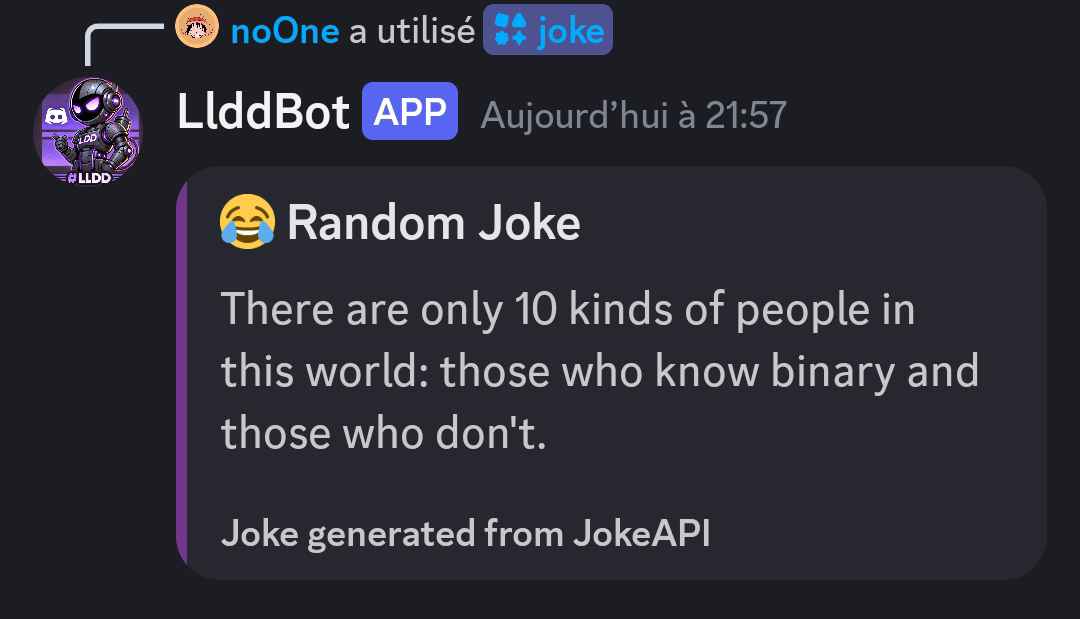 noOne a utilisé joke
LlddBot APP Aujourd’hui à 21:57
LDD
#LLDD
😂 Random Joke
There are only 10 kinds of people in
this world: those who know binary and
those who don't.
Joke generated from JokeAPI